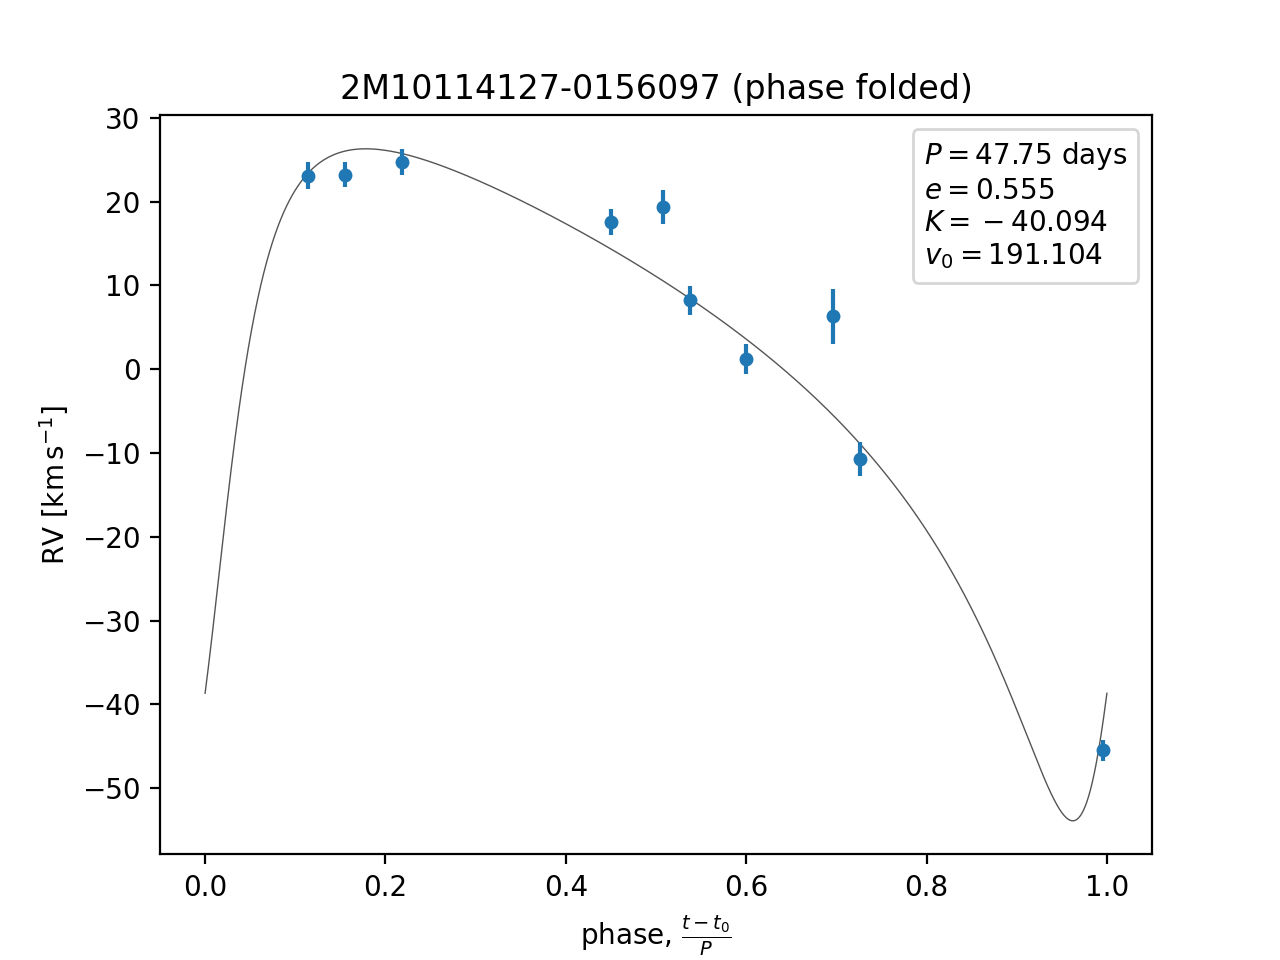 2M10114127-0156097 (phase folded)
P = 47.75 days
e = 0.555
K = −40.094
v₀ = 191.104
30
20
10
0
−10
−20
−30
−40
−50
RV [km s⁻¹]
0.0 0.2 0.4 0.6 0.8 1.0
phase, (t − t₀)/P